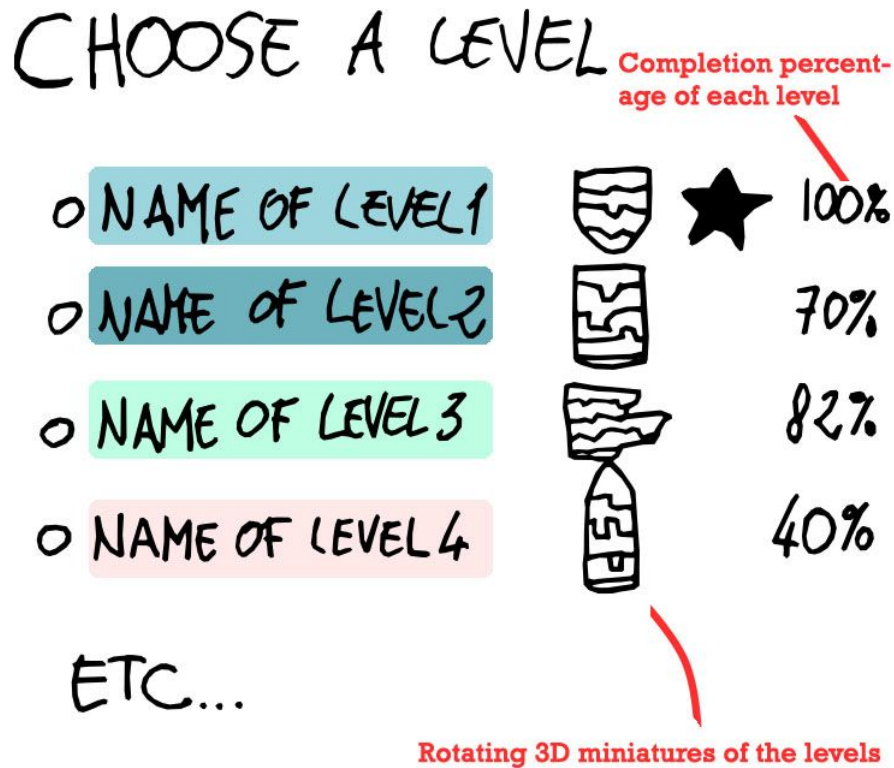 CHOOSE A LEVEL
Completion percent-
age of each level
NAME OF LEVEL1 100%
NAME OF LEVEL2 70%
NAME OF LEVEL3 82%
NAME OF LEVEL4 40%
ETC...
Rotating 3D miniatures of the levels